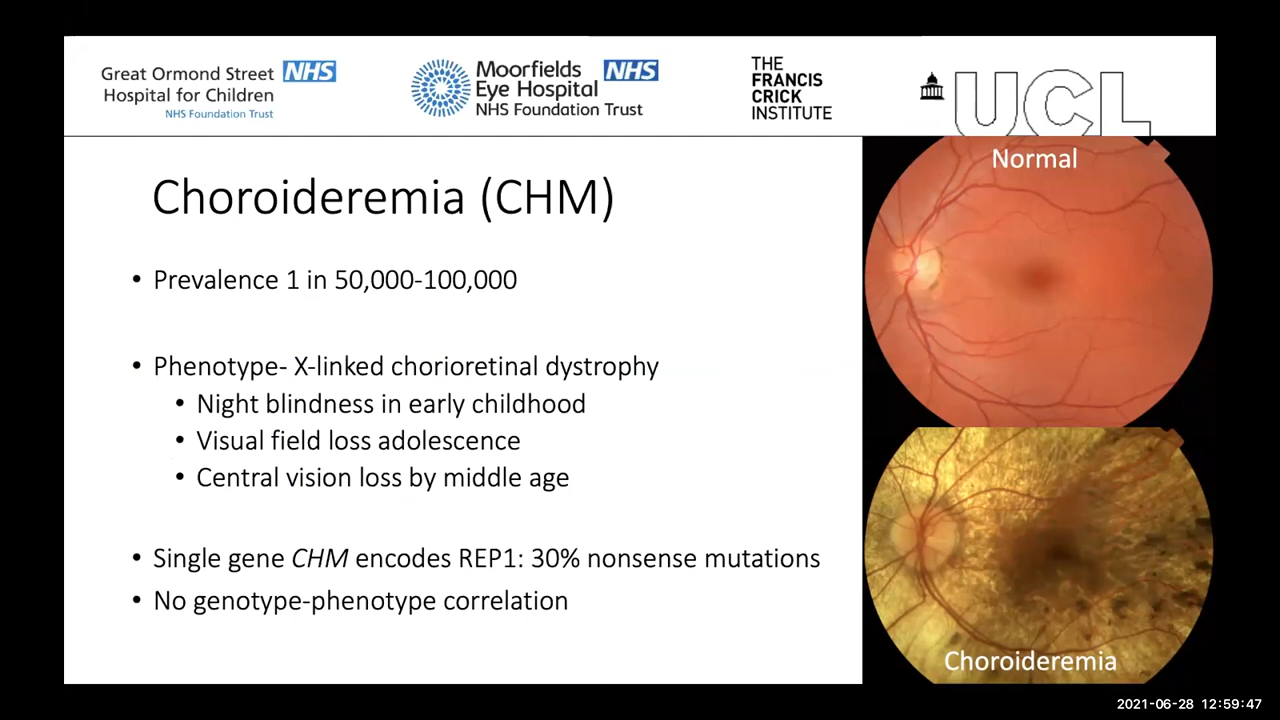 Great Ormond Street NHS
Hospital for Children
NHS Foundation Trust
Moorfields NHS
Eye Hospital
NHS Foundation Trust
THE
FRANCIS
CRICK
INSTITUTE
UCL
Normal
Choroideremia (CHM)
• Prevalence 1 in 50,000-100,000
• Phenotype- X-linked chorioretinal dystrophy
• Night blindness in early childhood
• Visual field loss adolescence
• Central vision loss by middle age
• Single gene CHM encodes REP1: 30% nonsense mutations
• No genotype-phenotype correlation
Choroideremia
2021-06-28 12:59:47